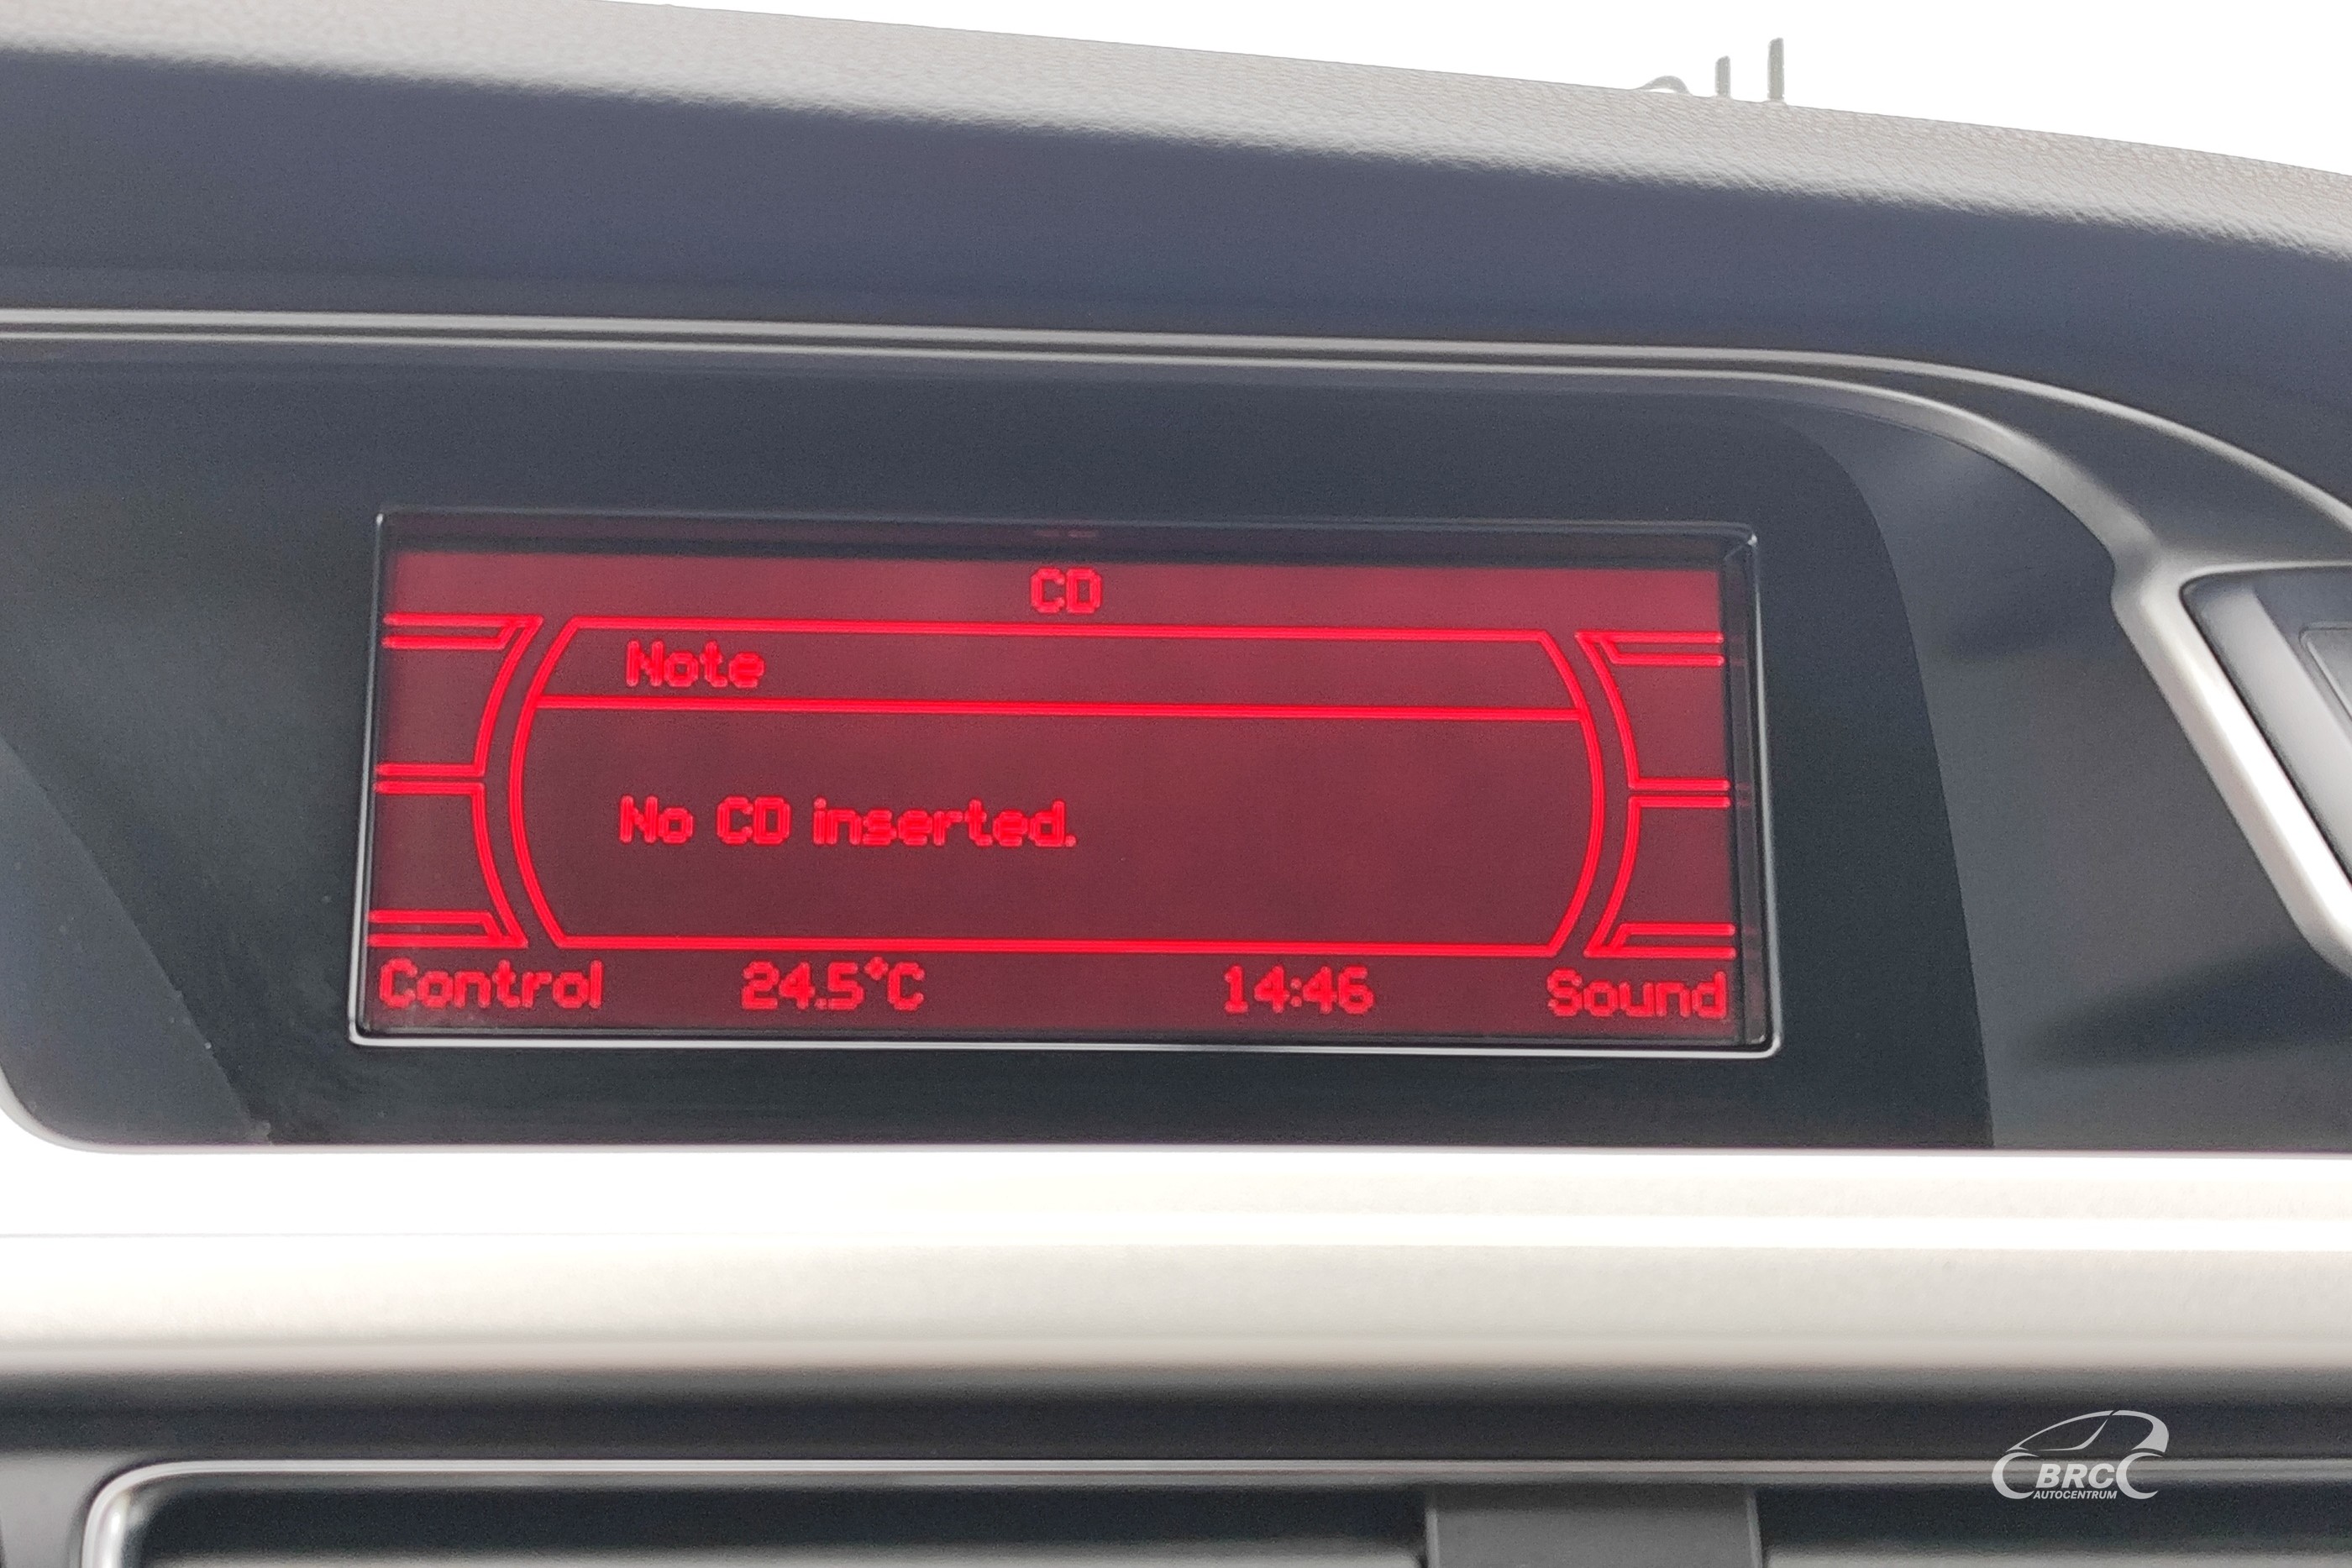 CD
Note
No CD inserted.
Control 24.5°C 14:46 Sound
BRC
AUTOCENTRUM